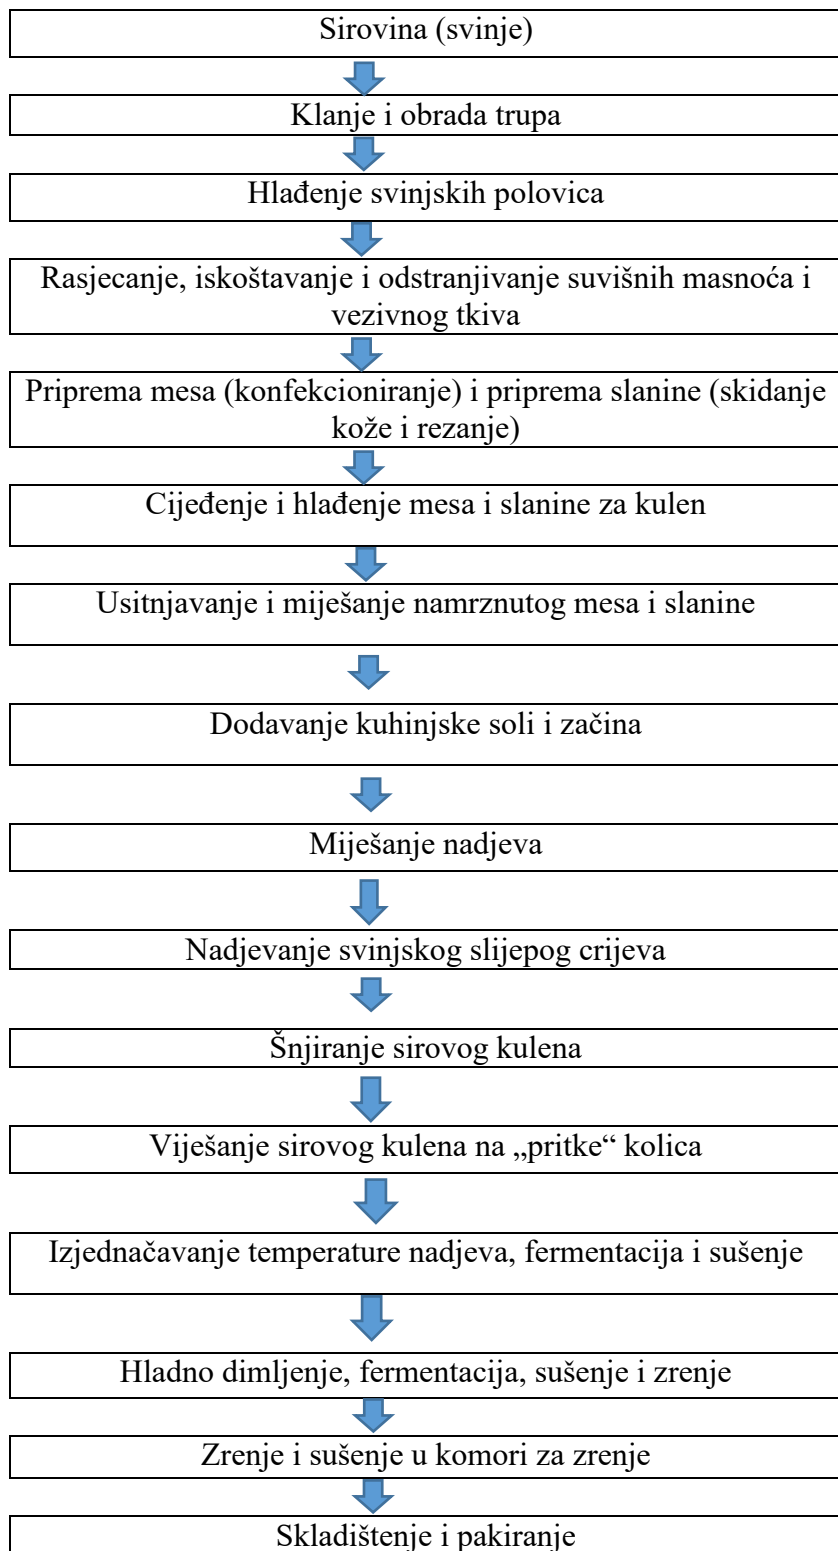 Sirovina (svinje)
Klanje i obrada trupa
Hlađenje svinjskih polovica
Rasjecanje, iskoštavanje i odstranjivanje suvišnih masnoća i
vezivnog tkiva
Priprema mesa (konfekcioniranje) i priprema slanine (skidanje
kože i rezanje)
Cijeđenje i hlađenje mesa i slanine za kulen
Usitnjavanje i miješanje namrznutog mesa i slanine
Dodavanje kuhinjske soli i začina
Miješanje nadjeva
Nadjevanje svinjskog slijepog crijeva
Šnjiranje sirovog kulena
Viješanje sirovog kulena na „pritke“ kolica
Izjednačavanje temperature nadjeva, fermentacija i sušenje
Hladno dimljenje, fermentacija, sušenje i zrenje
Zrenje i sušenje u komori za zrenje
Skladištenje i pakiranje